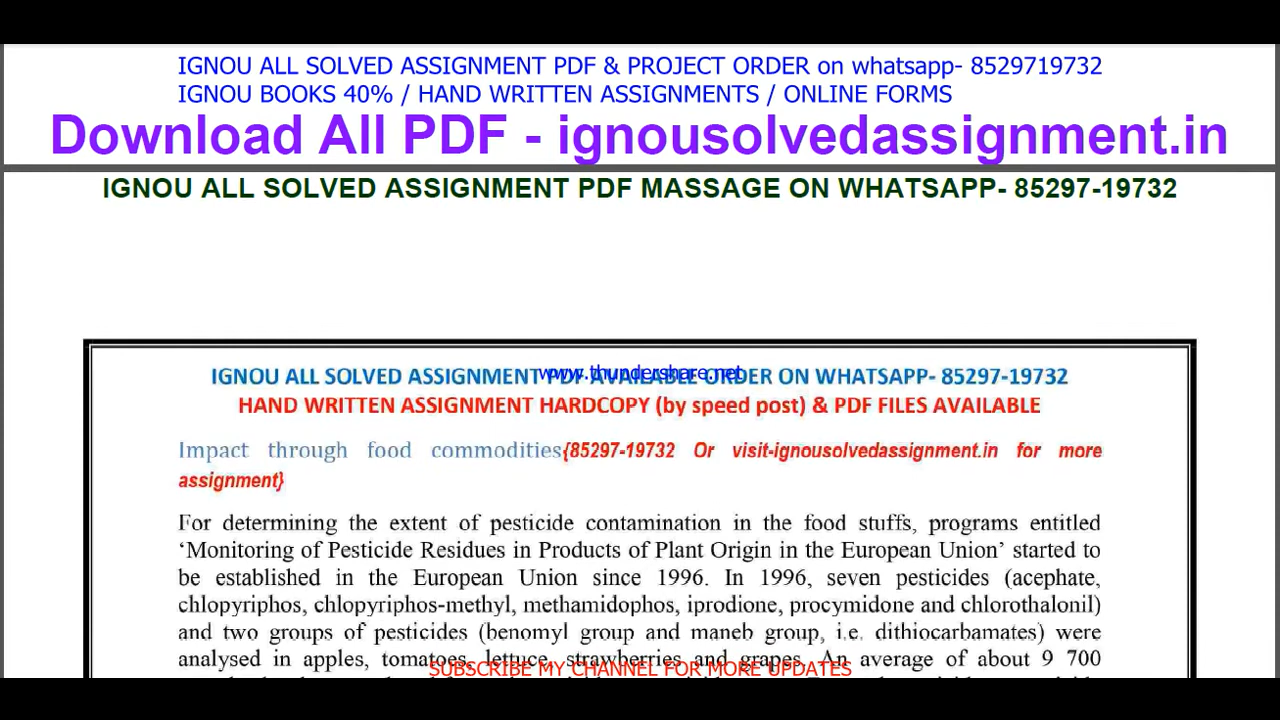 IGNOU ALL SOLVED ASSIGNMENT PDF & PROJECT ORDER on whatsapp- 8529719732
IGNOU BOOKS 40% / HAND WRITTEN ASSIGNMENTS / ONLINE FORMS
Download All PDF - ignousolvedassignment.in
IGNOU ALL SOLVED ASSIGNMENT PDF MASSAGE ON WHATSAPP- 85297-19732
IGNOU ALL SOLVED ASSIGNMENT PDF AVAILABLE ORDER ON WHATSAPP- 85297-19732
www.thundershare.net
HAND WRITTEN ASSIGNMENT HARDCOPY (by speed post) & PDF FILES AVAILABLE
Impact through food commodities{85297-19732 Or visit-ignousolvedassignment.in for more
assignment}
For determining the extent of pesticide contamination in the food stuffs, programs entitled
‘Monitoring of Pesticide Residues in Products of Plant Origin in the European Union’ started to
be established in the European Union since 1996. In 1996, seven pesticides (acephate,
chlopyriphos, chlopyriphos-methyl, methamidophos, iprodione, procymidone and chlorothalonil)
and two groups of pesticides (benomyl group and maneb group, i.e. dithiocarbamates) were
analysed in apples, tomatoes, lettuce, strawberries and grapes. An average of about 9 700
SUBSCRIBE MY CHANNEL FOR MORE UPDATES